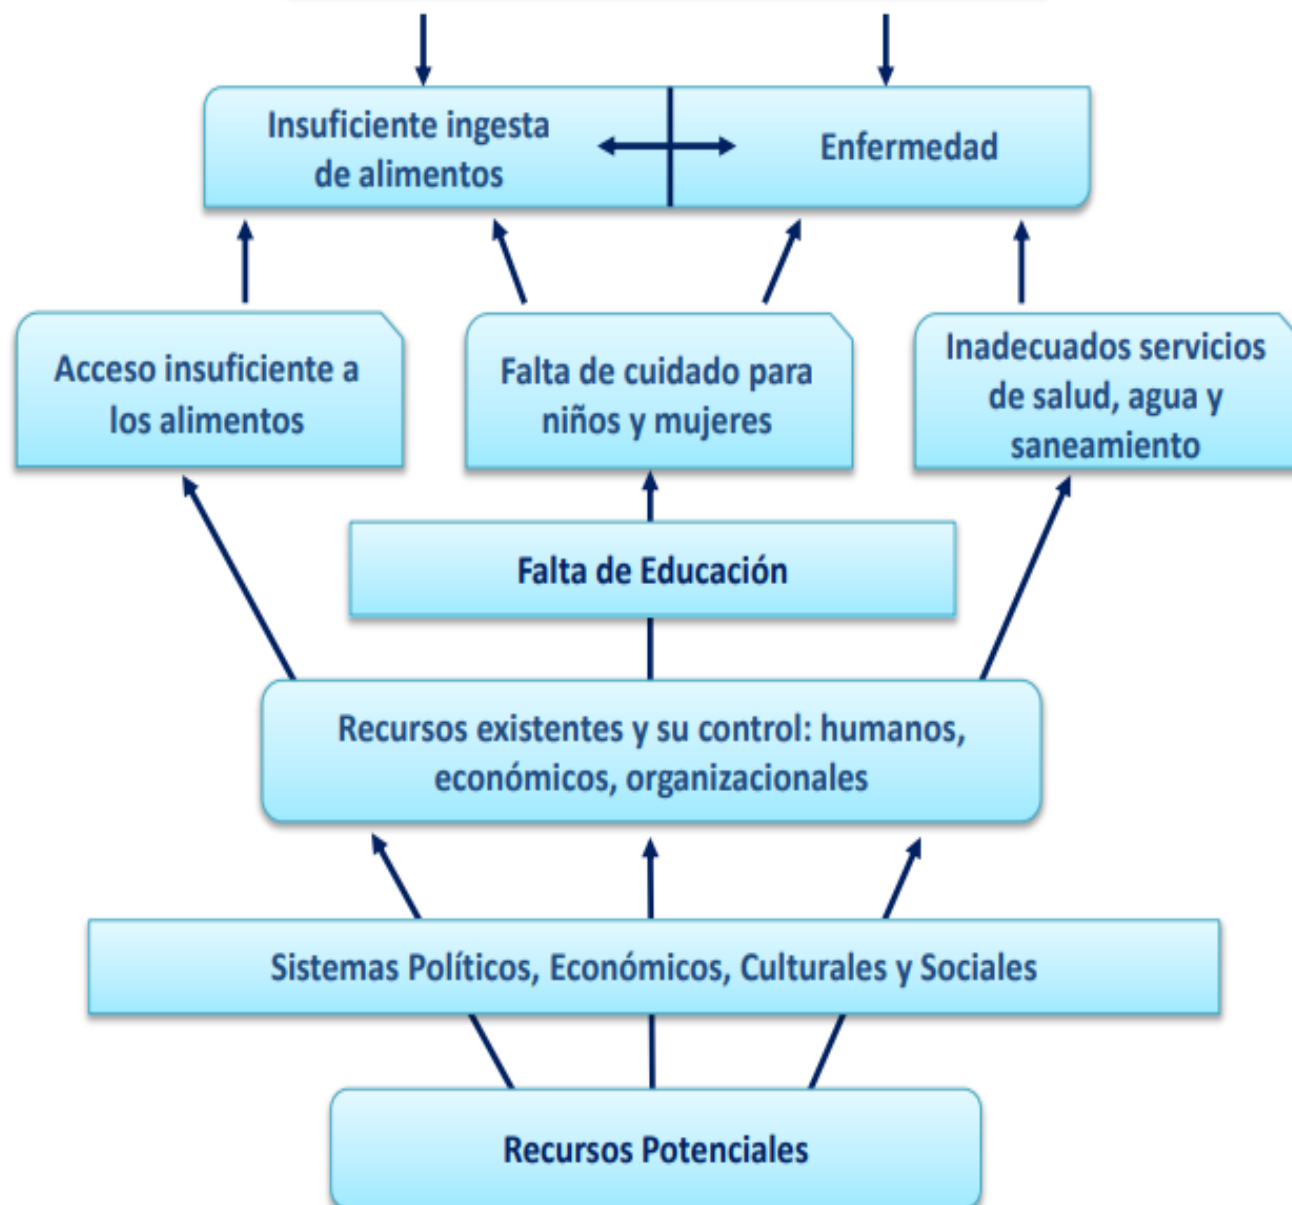 Insuficiente ingesta
de alimentos
Enfermedad
Acceso insuficiente a
los alimentos
Falta de cuidado para
niños y mujeres
Inadecuados servicios
de salud, agua y
saneamiento
Falta de Educación
Recursos existentes y su control: humanos,
económicos, organizacionales
Sistemas Políticos, Económicos, Culturales y Sociales
Recursos Potenciales